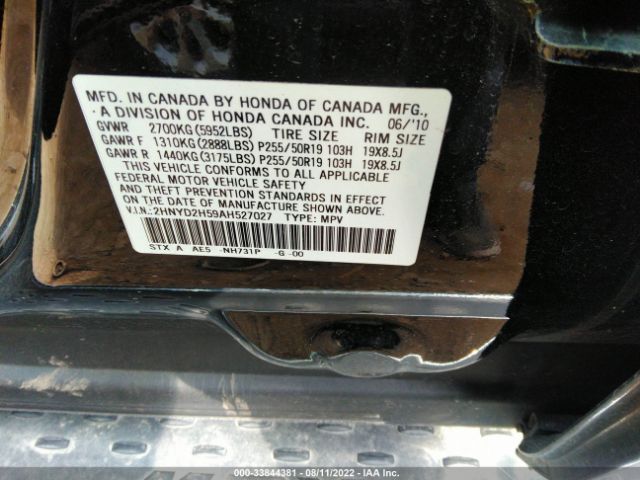 MFD. IN CANADA BY HONDA OF CANADA MFG.,
A DIVISION OF HONDA CANADA INC. 06/'10
GVWR 2700KG(5952LBS) TIRE SIZE RIM SIZE
GAWR F 1310KG(2888LBS) P255/50R19 103H 19X8.5J
GAWR R 1440KG(3175LBS) P255/50R19 103H 19X8.5J
THIS VEHICLE CONFORMS TO ALL APPLICABLE
FEDERAL MOTOR VEHICLE SAFETY
AND THEFT PREVENTION STANDARDS IN EFFECT
ON THE DATE OF MANUFACTURE SHOWN ABOVE.
V.I.N.:2HNYD2H59AH527027 TYPE: MPV
STX A AE5 -NH731P -G -00
000-33844381 - 08/11/2022 - IAA Inc.